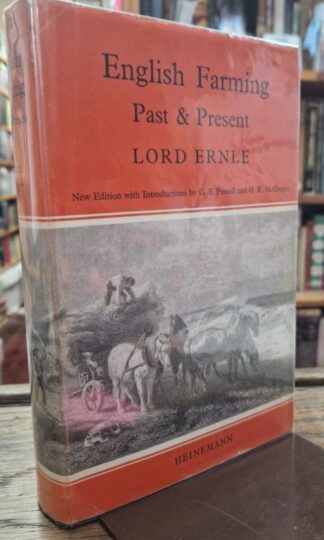 English Farming
Past & Present
LORD ERNLE
New Edition with Introductions by G. E. Fussell and O. R. McGregor
HEINEMANN